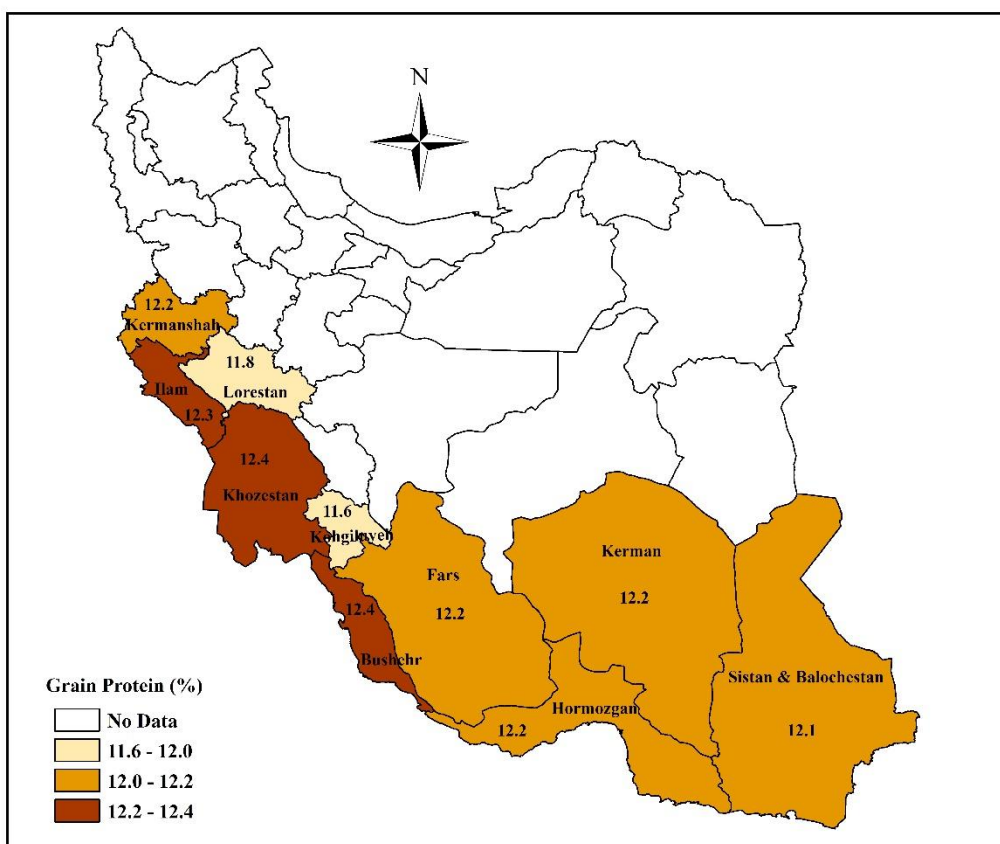 N
12.2
Kermanshah
11.8
Lorestan
Ilam
12.3
12.4
Khozestan
11.6
Kohgiluyeh
Kerman
12.2
Fars
12.2
12.4
Bushehr
Sistan & Balochestan
12.1
Hormozgan
12.2
Grain Protein (%)
No Data
11.6 - 12.0
12.0 - 12.2
12.2 - 12.4